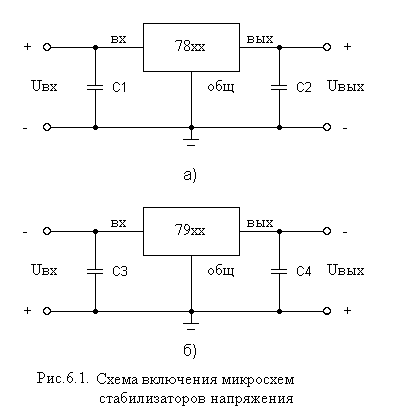 + вх 78xx вых +
Uвх C1 общ C2 Uвых
- -
а)
- вх 79xx вых -
Uвх C3 общ C4 Uвых
+ +
б)
Рис.6.1. Схема включения микросхем
стабилизаторов напряжения